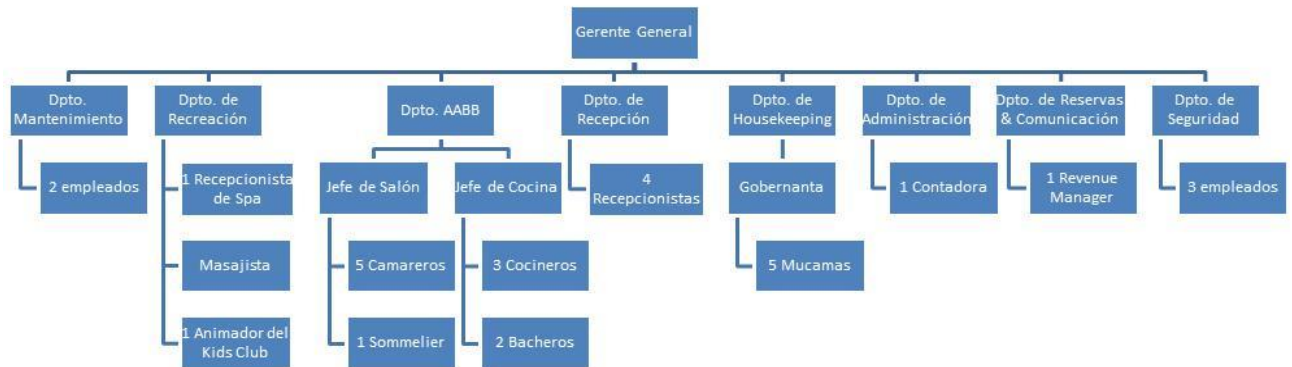 Gerente General
Dpto.
Mantenimiento
Dpto. de
Recreación
Dpto. AABB
Dpto. de
Recepción
Dpto. de
Housekeeping
Dpto. de
Administración
Dpto. de Reservas
& Comunicación
Dpto. de
Seguridad
2 empleados
1 Recepcionista
de Spa
Jefe de Salón
Jefe de Cocina
4
Recepcionistas
Gobernanta
1 Contadora
1 Revenue
Manager
3 empleados
Masajista
5 Camareros
3 Cocineros
5 Mucamas
1 Animador del
Kids Club
1 Sommelier
2 Bacheros